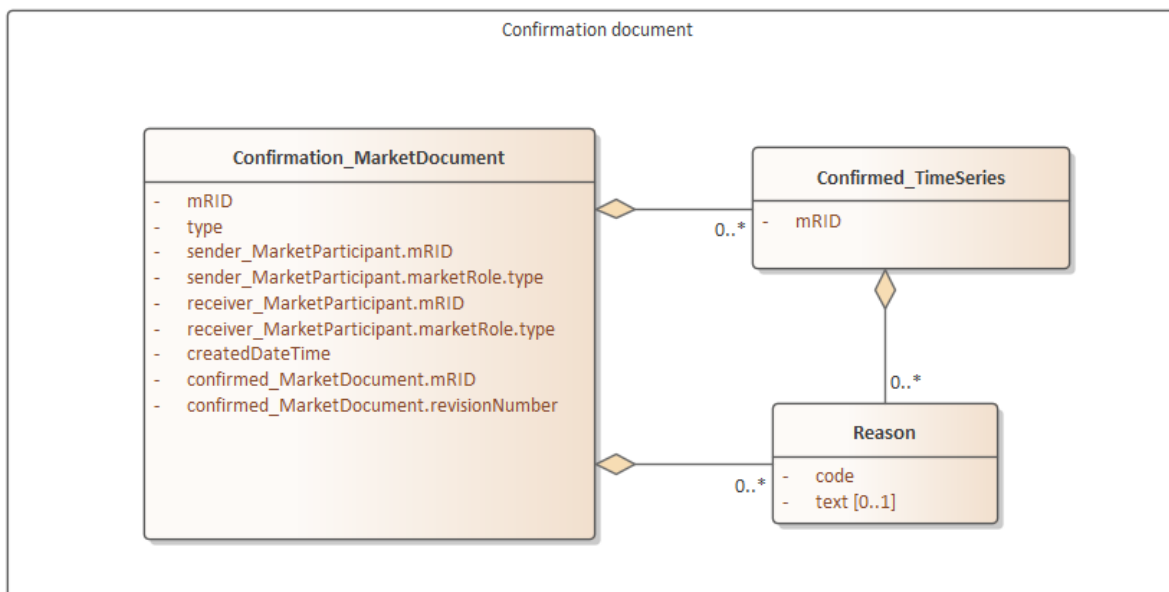 Confirmation document
Confirmation_MarketDocument
- mRID
- type
- sender_MarketParticipant.mRID
- sender_MarketParticipant.marketRole.type
- receiver_MarketParticipant.mRID
- receiver_MarketParticipant.marketRole.type
- createdDateTime
- confirmed_MarketDocument.mRID
- confirmed_MarketDocument.revisionNumber
0..*
Confirmed_TimeSeries
- mRID
0..*
0..*
Reason
- code
- text [0..1]